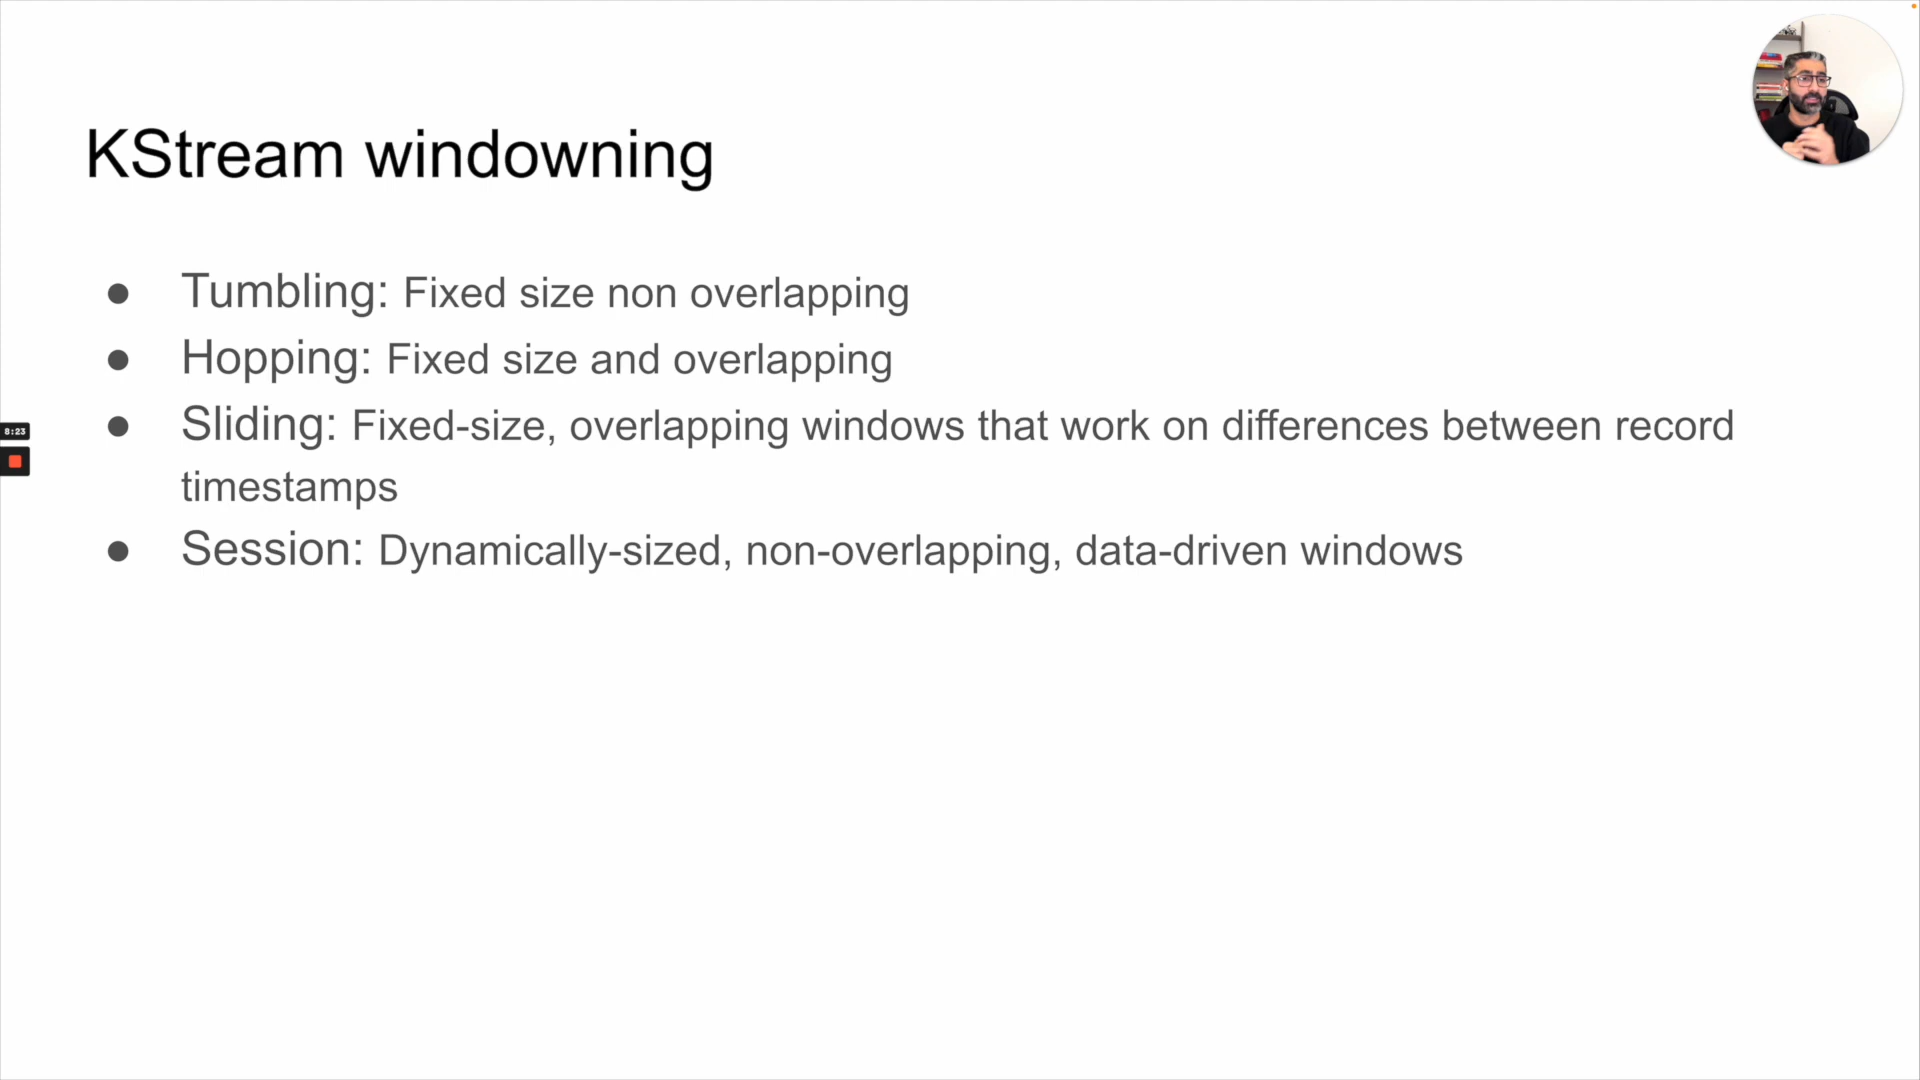 KStream windowning
● Tumbling: Fixed size non overlapping
● Hopping: Fixed size and overlapping
● Sliding: Fixed-size, overlapping windows that work on differences between record
timestamps
● Session: Dynamically-sized, non-overlapping, data-driven windows
8:23